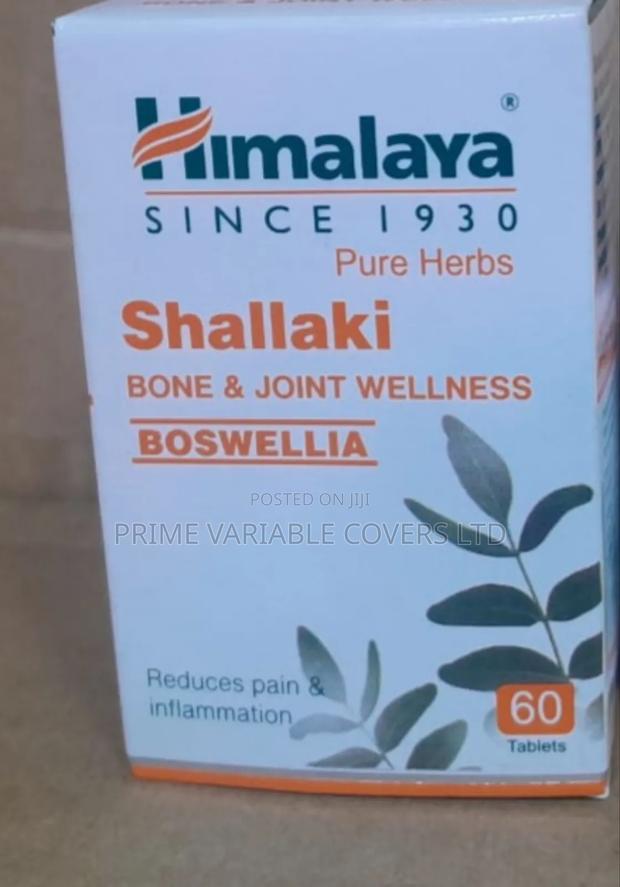 Himalaya®
SINCE 1930
Pure Herbs
Shallaki
BONE & JOINT WELLNESS
BOSWELLIA
POSTED ON JIJI
PRIME VARIABLE COVERS LTD
Reduces pain &
inflammation
60
Tablets